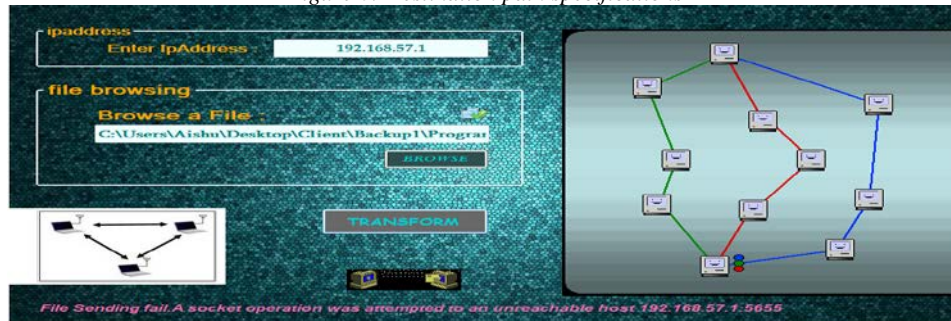 ipaddress
Enter IpAddress :
192.168.57.1
file browsing
Browse a File :
C:\Users\Aishu\Desktop\Client\Backup1\Progran
BROWSE
TRANSFORM
File Sending fail.A socket operation was attempted to an unreachable host 192.168.57.1:5655